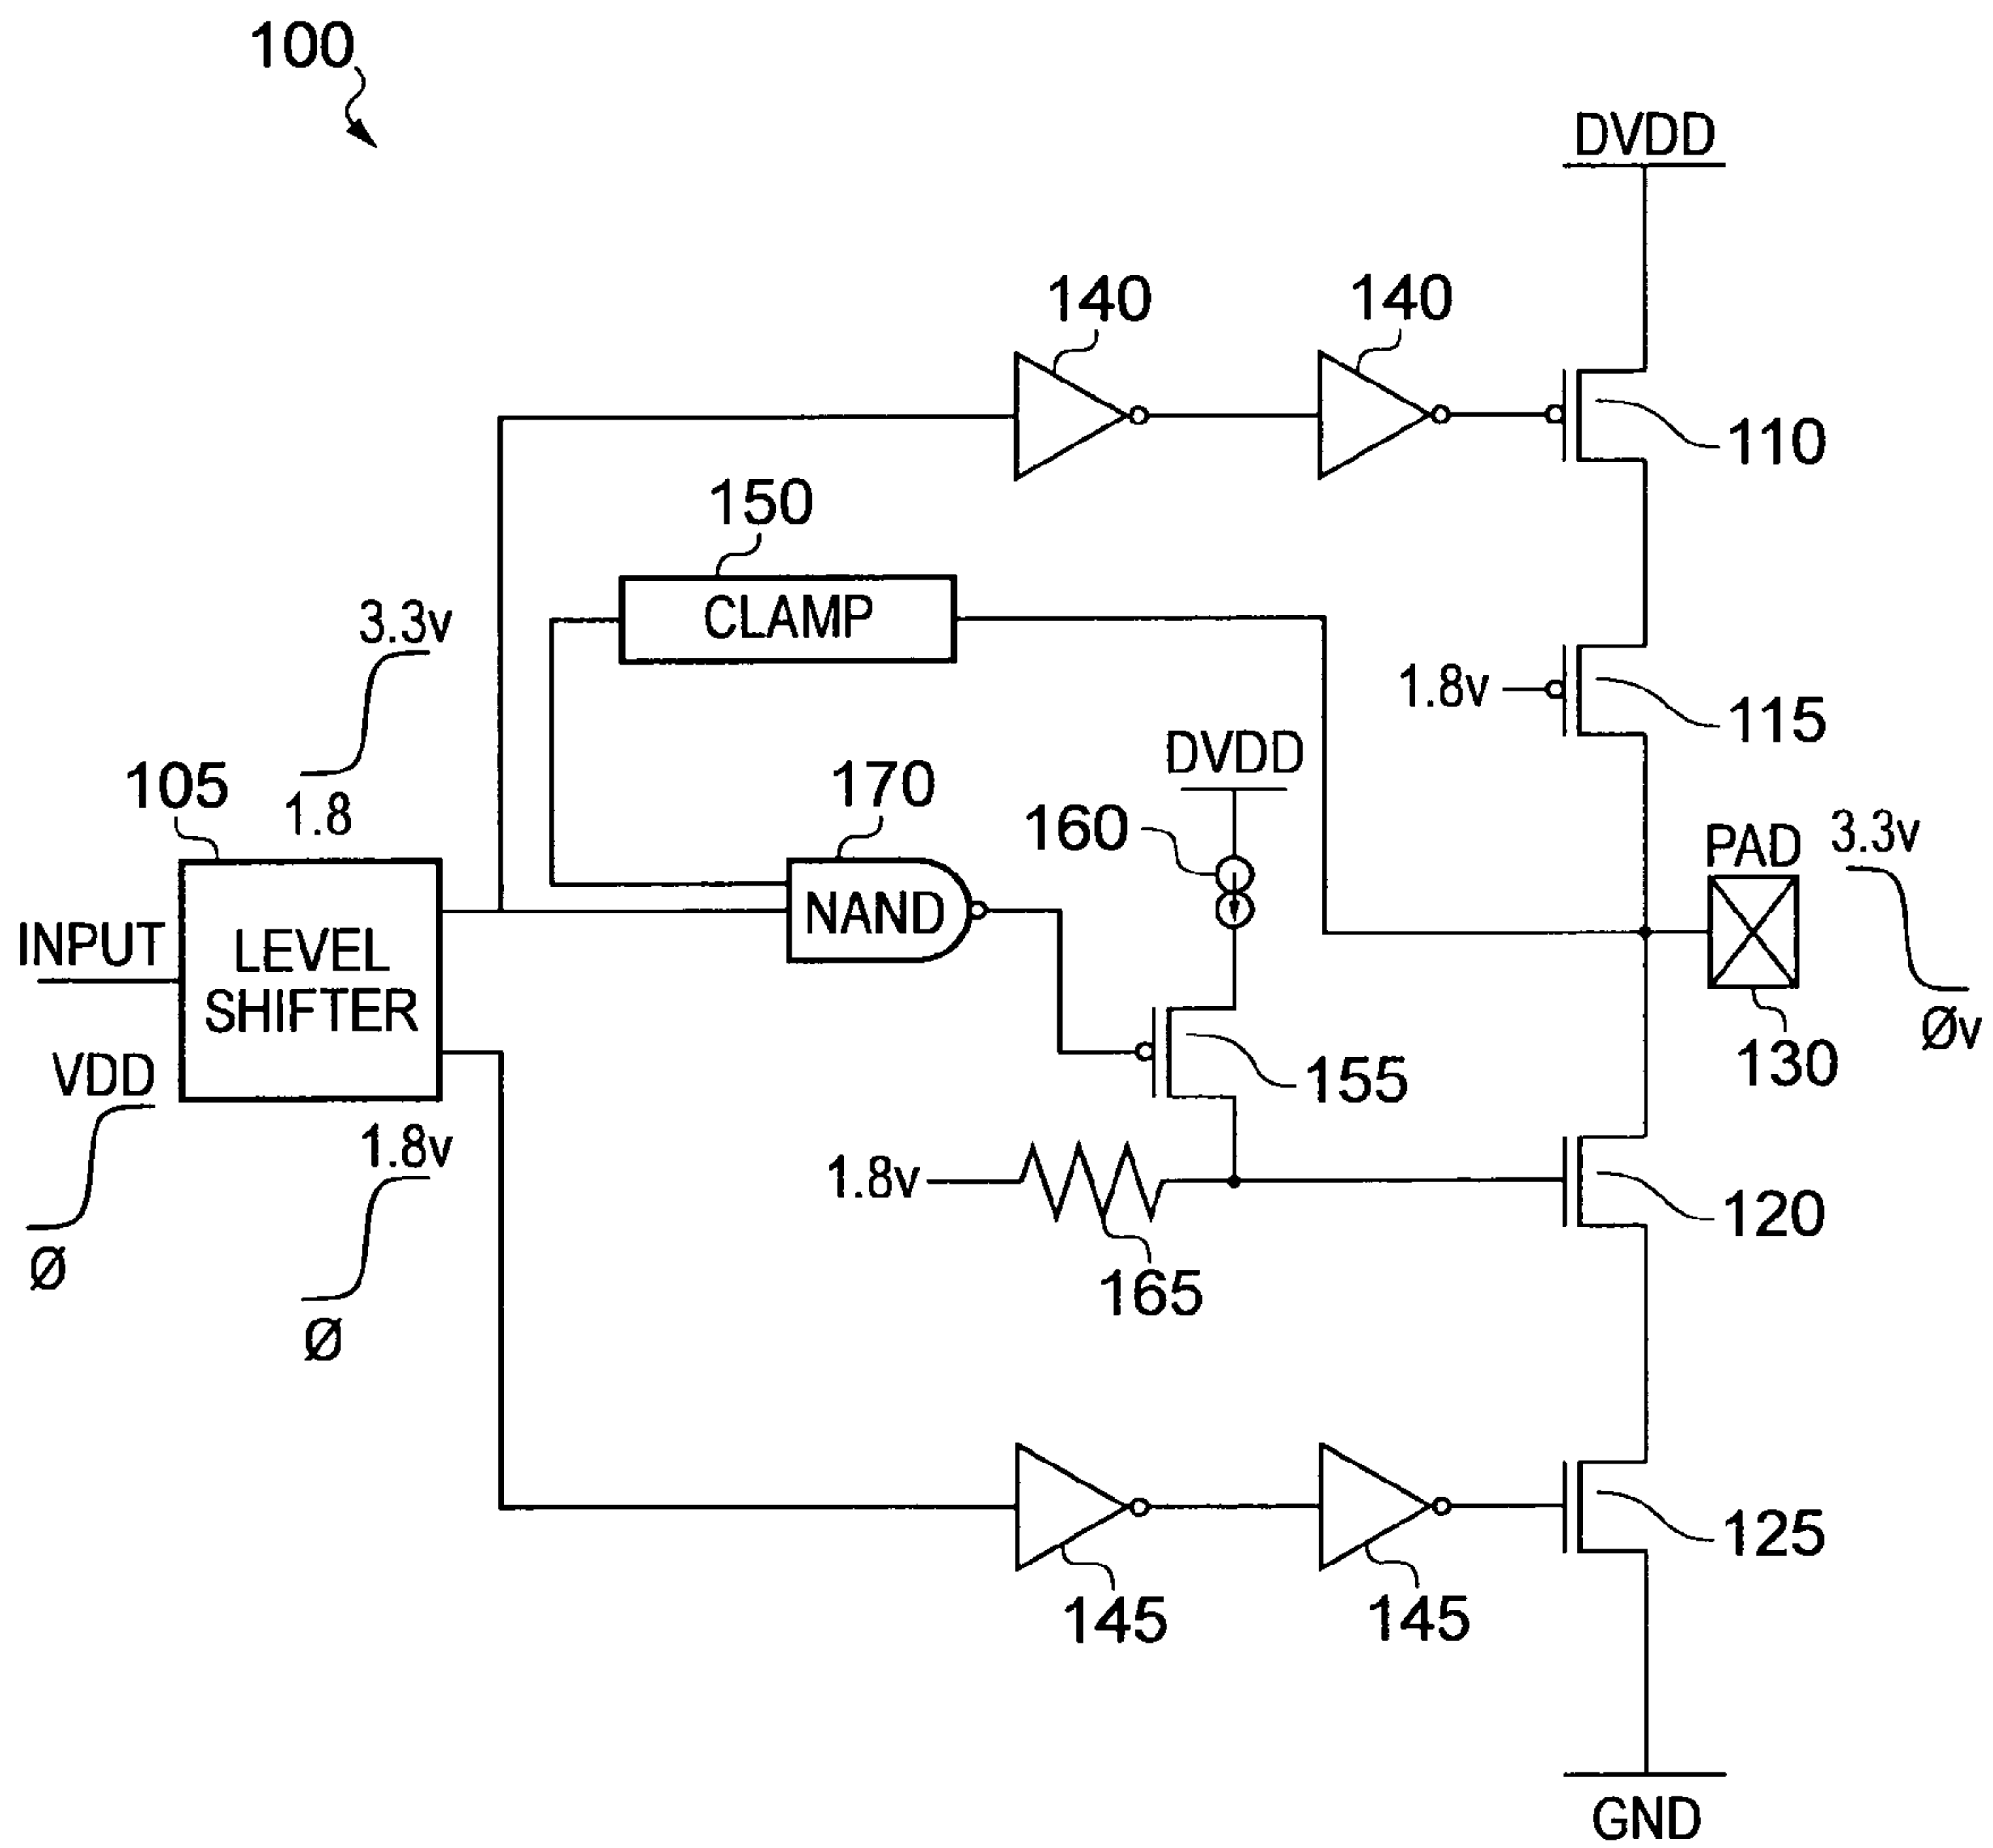 100
DVDD
140
140
110
150
CLAMP
3.3v
1.8v
115
DVDD
105
1.8
170
160
PAD
3.3v
INPUT
LEVEL
SHIFTER
NAND
VDD
Øv
130
155
1.8v
1.8v
120
Ø
165
Ø
125
145
145
GND